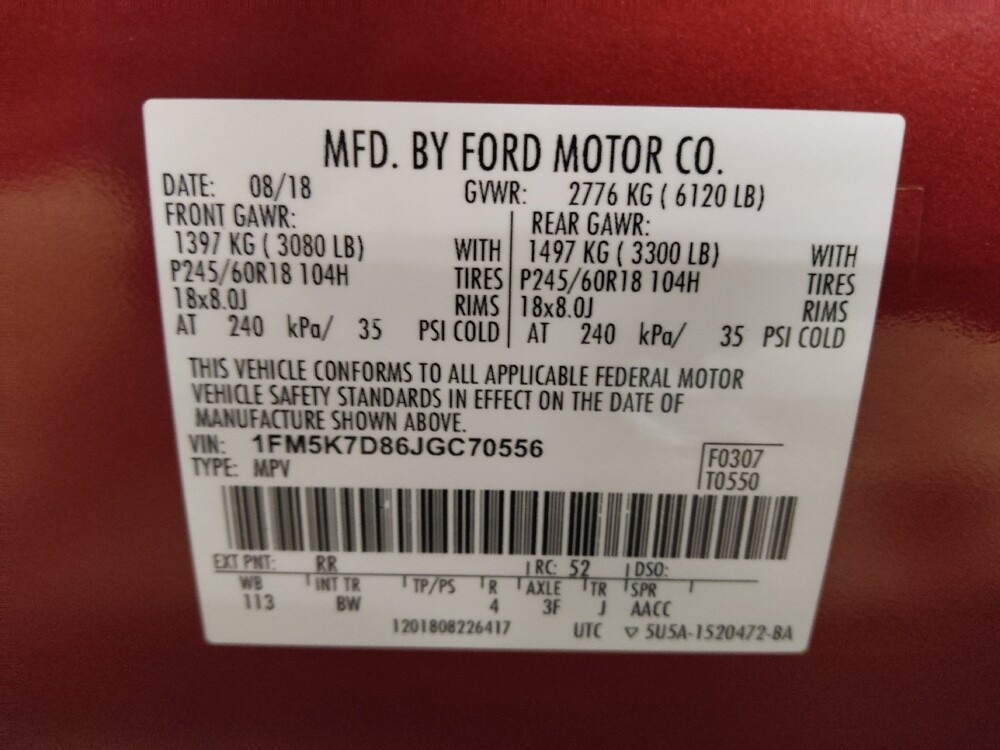 MFD. BY FORD MOTOR CO.
DATE: 08/18 GVWR: 2776 KG ( 6120 LB)
FRONT GAWR: REAR GAWR:
1397 KG ( 3080 LB) WITH 1497 KG ( 3300 LB) WITH
P245/60R18 104H TIRES P245/60R18 104H TIRES
18x8.0J RIMS 18x8.0J RIMS
AT 240 kPa/ 35 PSI COLD AT 240 kPa/ 35 PSI COLD
THIS VEHICLE CONFORMS TO ALL APPLICABLE FEDERAL MOTOR
VEHICLE SAFETY STANDARDS IN EFFECT ON THE DATE OF
MANUFACTURE SHOWN ABOVE.
VIN: 1FM5K7D86JGC70556 F0307
TYPE: MPV T0550
EXT PNT: RR RC: 52 DSO:
WB INT TR TP/PS R AXLE TR SPR
113 BW 4 3F J AACC
1201808226417 UTC ▽ 5U5A-1520472-BA